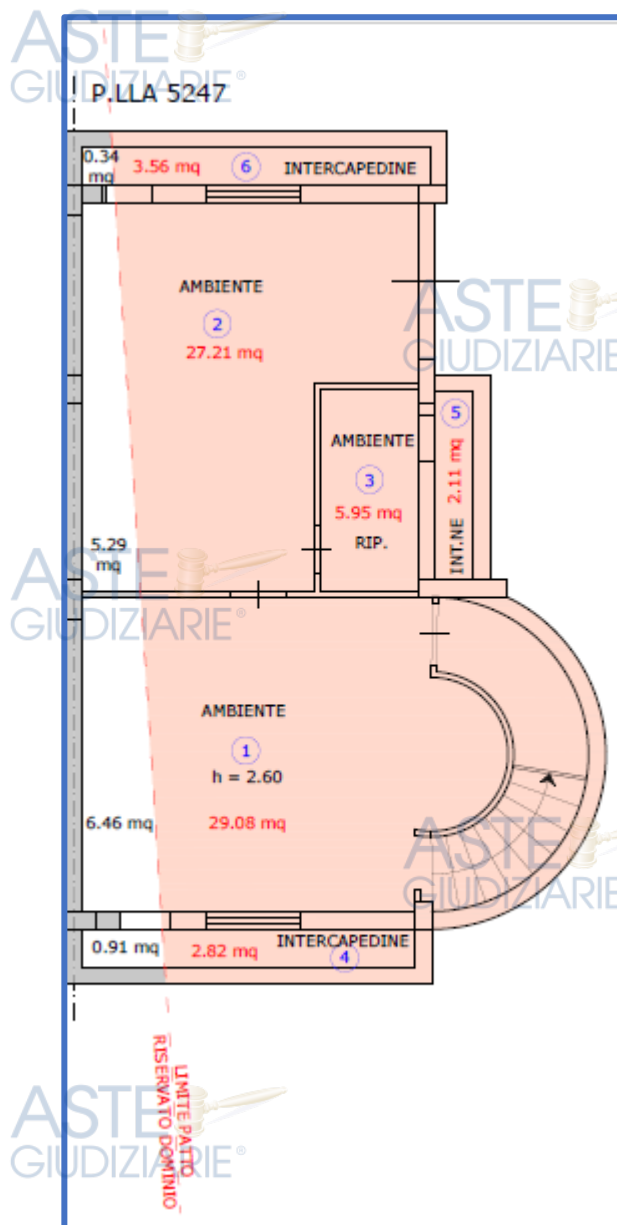 ASTE
GIUDIZIARIE®
P.LLA 5247
0.34
mq
3.56 mq
6
INTERCAPEDINE
AMBIENTE
2
27.21 mq
ASTE
GIUDIZIARIE
AMBIENTE
3
5.95 mq
RIP.
5
INT.NE 2.11 mq
5.29
mq
ASTE
GIUDIZIARIE®
AMBIENTE
1
h = 2.60
6.46 mq
29.08 mq
ASTE
GIUDIZIARIE
0.91 mq
2.82 mq
INTERCAPEDINE
4
LIMITE PATTO
RISERVATO DOMINIO
ASTE
GIUDIZIARIE®